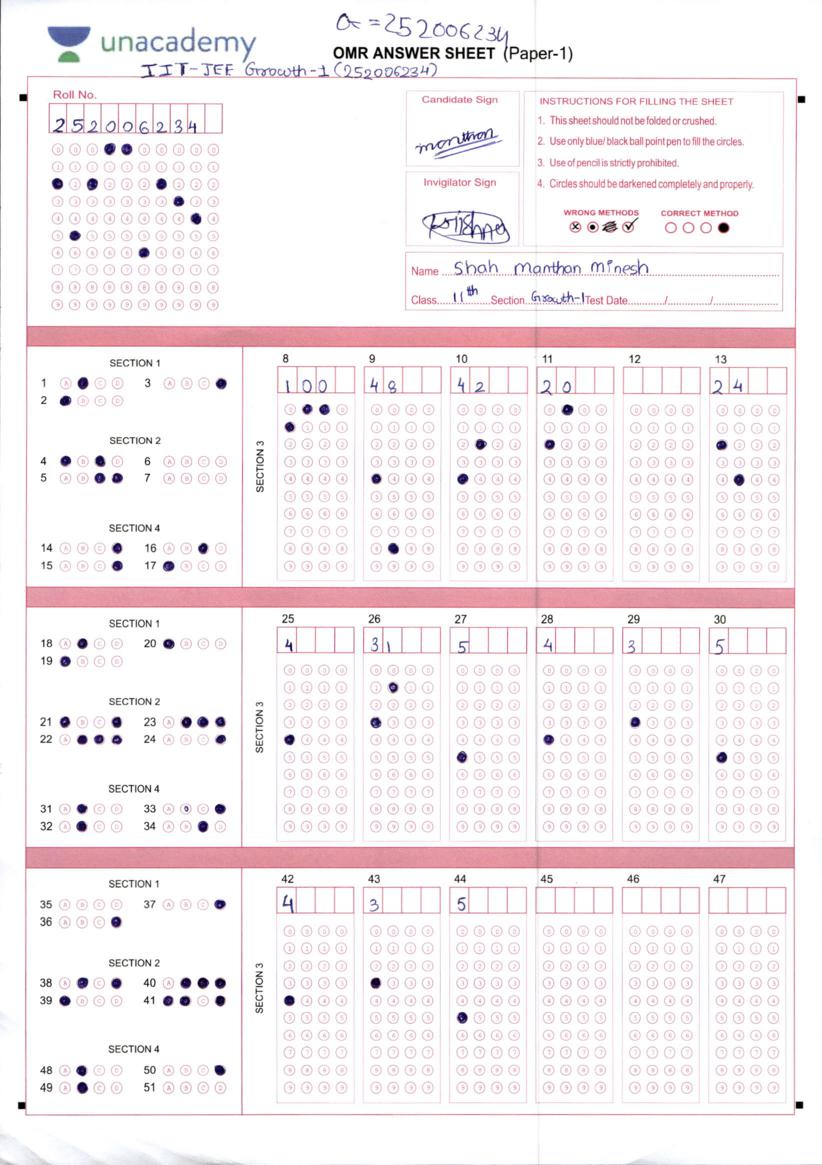 α = 252006234
unacademy
OMR ANSWER SHEET (Paper-1)
IIT-JEE Growth-1 (252006234)
Roll No.
2 5 2 0 0 6 2 3 4
Candidate Sign
manthan
Invigilator Sign
INSTRUCTIONS FOR FILLING THE SHEET
1. This sheet should not be folded or crushed.
2. Use only blue/ black ball point pen to fill the circles.
3. Use of pencil is strictly prohibited.
4. Circles should be darkened completely and properly.
WRONG METHODS CORRECT METHOD
Name Shah Manthan Minesh
Class 11th Section Growth-1 Test Date / /
SECTION 1
1 A C D 3 A B C
2 B C D
SECTION 2
4 B D 6 A B C D
5 A B 7 A B C D
SECTION 4
14 A B C 16 A B D
15 A B C 17 B C D
SECTION 3
8 9 10 11 12 13
100 48 42 20 24
SECTION 1
18 A C D 20 B C D
19 B C D
SECTION 2
21 B C 23 A
22 A 24 A B C
SECTION 4
31 A C D 33 A C
32 A C D 34 A B D
SECTION 3
25 26 27 28 29 30
4 31 5 4 3 5
SECTION 1
35 A B C D 37 A B C
36 A B C
SECTION 2
38 A C 40 A
39 B C D 41 C
SECTION 4
48 A C D 50 A B C
49 A C D 51 A B C D
SECTION 3
42 43 44 45 46 47
4 3 5